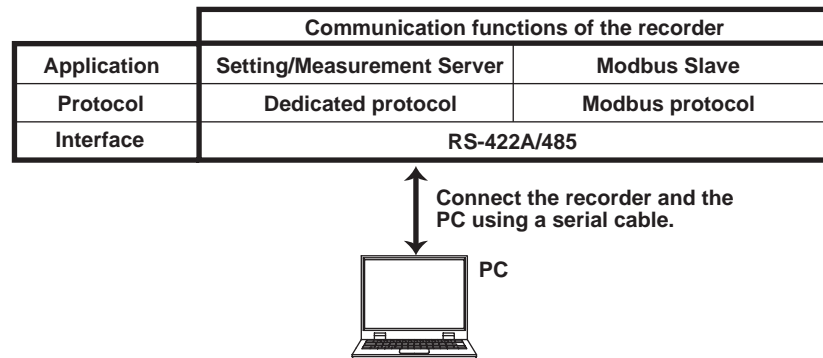 Communication functions of the recorder
Application Setting/Measurement Server Modbus Slave
Protocol Dedicated protocol Modbus protocol
Interface RS-422A/485
Connect the recorder and the
PC using a serial cable.
PC